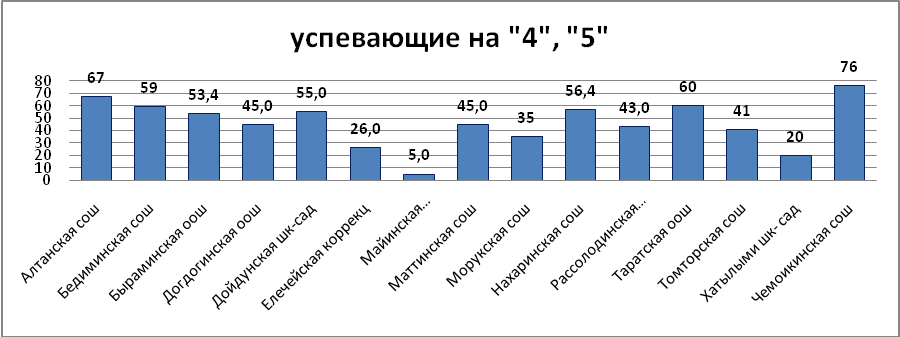 успевающие на "4", "5"
80
70
60
50
40
30
20
10
0
67
59
53,4
45,0
55,0
26,0
5,0
45,0
35
56,4
43,0
60
41
20
76
Алтанская сош
Бедиминская сош
Быраминская оош
Догдогинская оош
Дойдунская шк-сад
Елечейская коррекц
Майинская...
Маттинская сош
Морукская сош
Нахаринская сош
Рассолодинская...
Таратская оош
Томторская сош
Хатылыми шк- сад
Чемоикинская сош